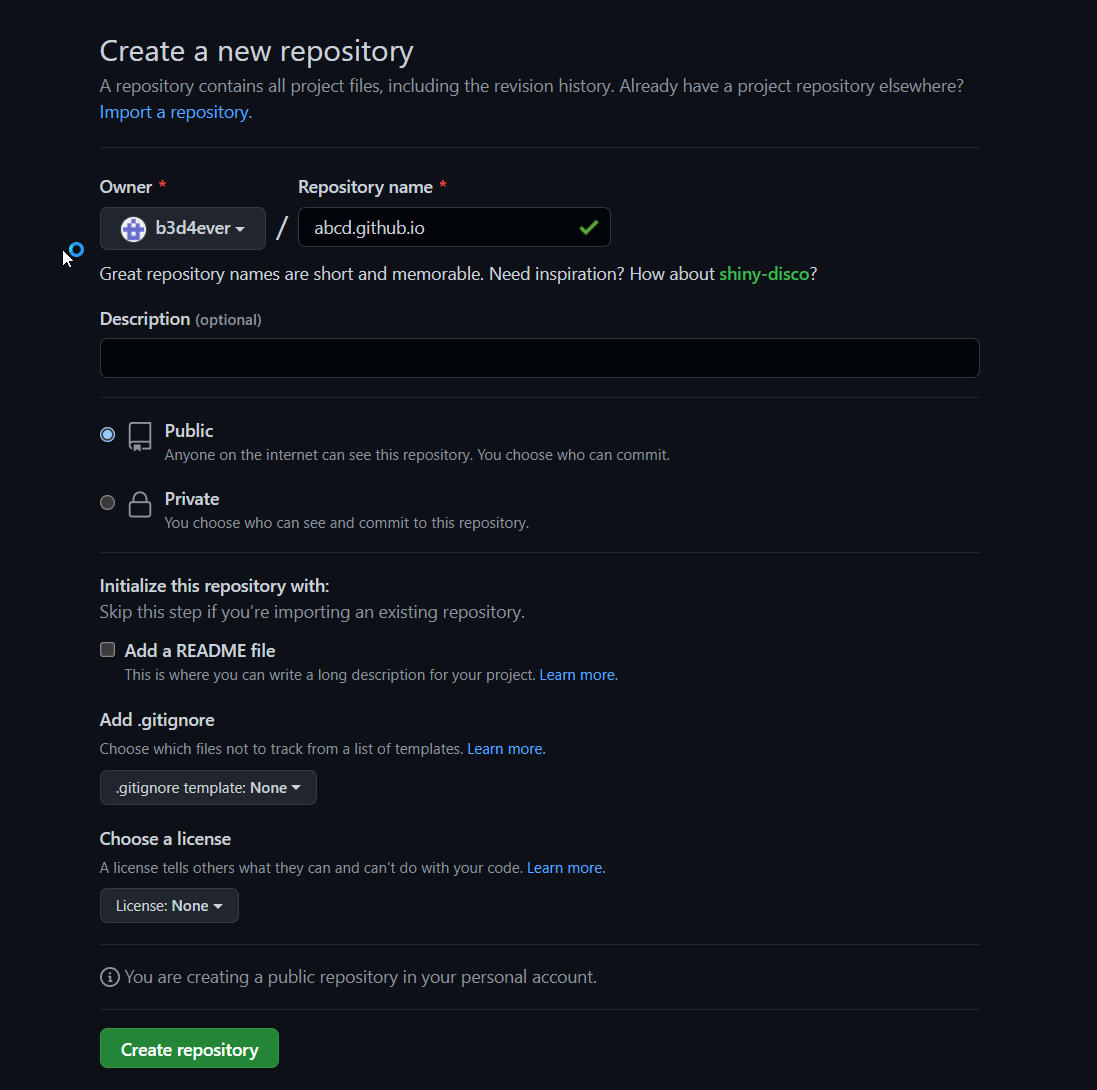 Create a new repository
A repository contains all project files, including the revision history. Already have a project repository elsewhere?
Import a repository.
Owner * Repository name *
b3d4ever / abcd.github.io
Great repository names are short and memorable. Need inspiration? How about shiny-disco?
Description (optional)
Public
Anyone on the internet can see this repository. You choose who can commit.
Private
You choose who can see and commit to this repository.
Initialize this repository with:
Skip this step if you’re importing an existing repository.
Add a README file
This is where you can write a long description for your project. Learn more.
Add .gitignore
Choose which files not to track from a list of templates. Learn more.
.gitignore template: None
Choose a license
A license tells others what they can and can't do with your code. Learn more.
License: None
You are creating a public repository in your personal account.
Create repository